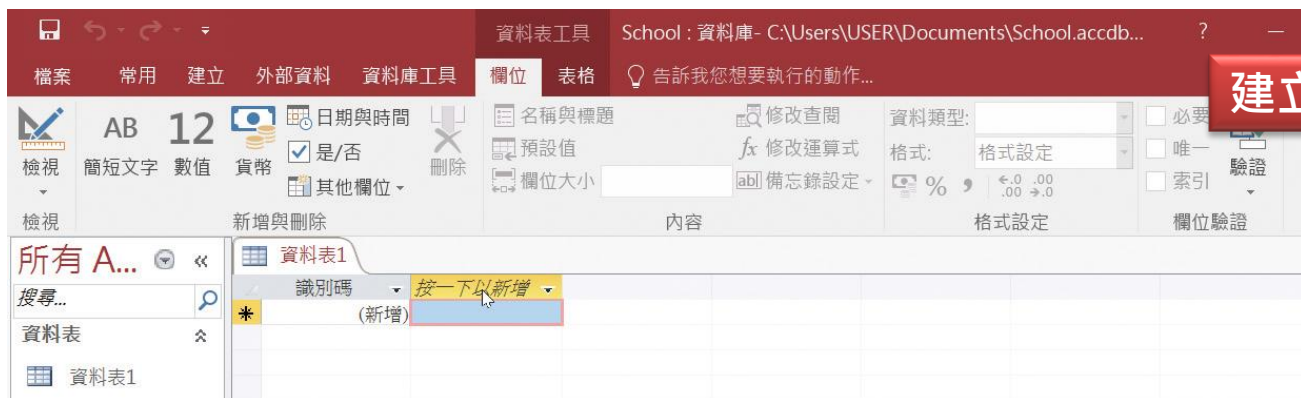 資料表工具 School : 資料庫- C:\Users\USER\Documents\School.accdb... ?
檔案 常用 建立 外部資料 資料庫工具 欄位 表格 告訴我您想要執行的動作...
建立
檢視 AB 簡短文字 12 數值 貨幣 日期與時間 刪除 名稱與標題 修改查閱 資料類型: 必要
是/否 預設值 fx 修改運算式 格式: 格式設定 唯一 驗證
其他欄位 欄位大小 ab 備忘錄設定 % 索引
檢視 新增與刪除 內容 格式設定 欄位驗證
所有 A... « 資料表1
搜尋... 識別碼 按一下以新增
* (新增)
資料表
資料表1